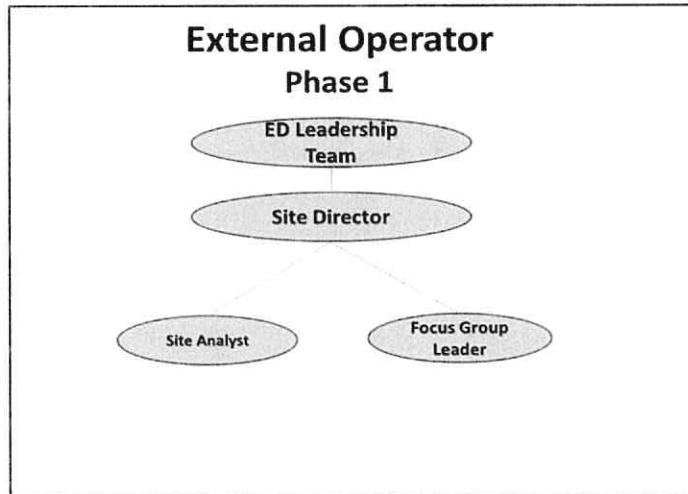 External Operator
Phase 1
ED Leadership
Team
Site Director
Site Analyst
Focus Group
Leader